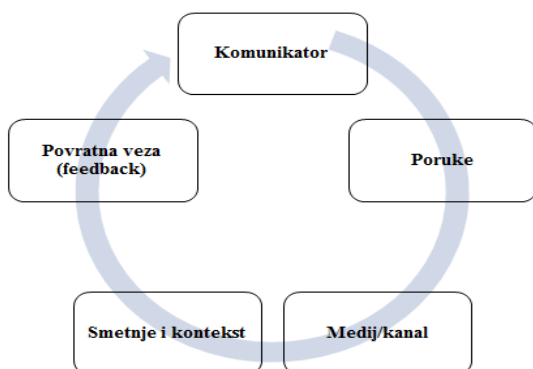 Komunikator
Poruke
Medij/kanal
Smetnje i kontekst
Povratna veza
(feedback)